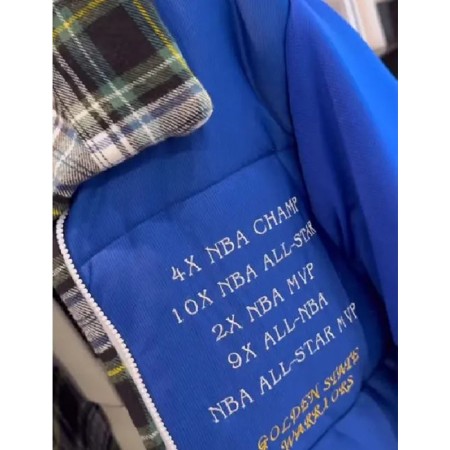 4X NBA CHAMP
10X NBA ALL-STAR
2X NBA MVP
9X ALL-NBA
NBA ALL-STAR MVP
GOLDEN STATE
WARRIORS